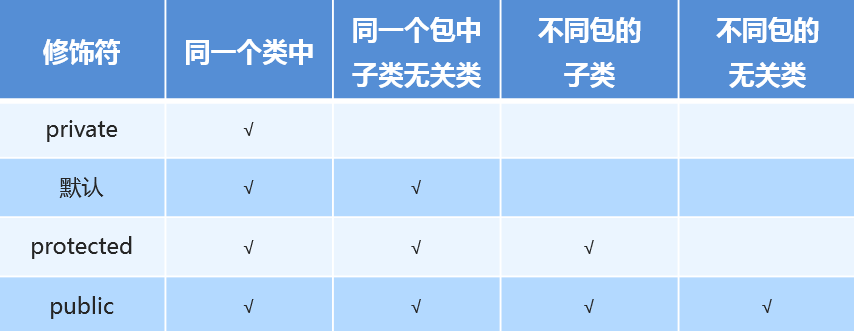 修饰符 同一个类中 同一个包中 不同包的 不同包的
子类无关类 子类 无关类
private √
默认 √ √
protected √ √ √
public √ √ √ √